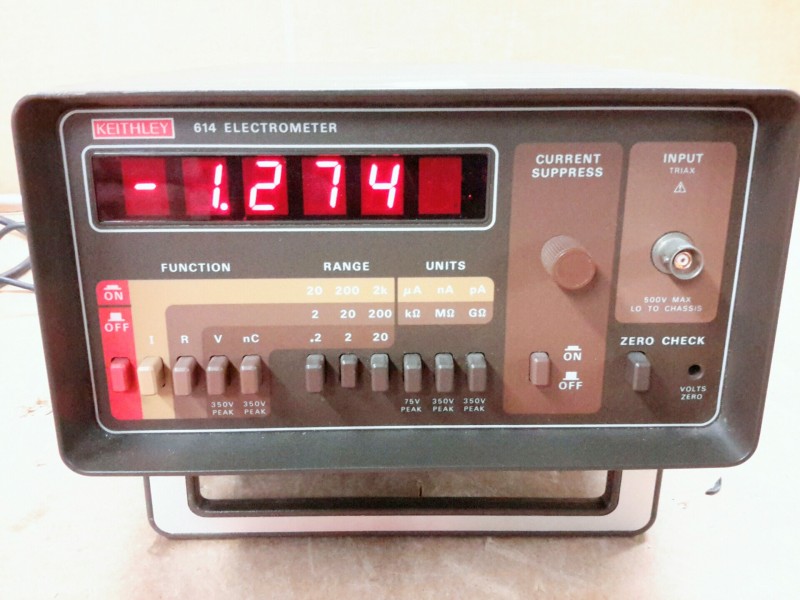 KEITHLEY 614 ELECTROMETER
-1.274
CURRENT
SUPPRESS
INPUT
TRIAX
500V MAX
LO TO CHASSIS
FUNCTION RANGE UNITS
ON
OFF
20 200 2k µA nA pA
2 20 200 kΩ MΩ GΩ
I R V nC .2 2 20
350V
PEAK
350V
PEAK
75V
PEAK
350V
PEAK
350V
PEAK
ON
OFF
ZERO CHECK
VOLTS
ZERO